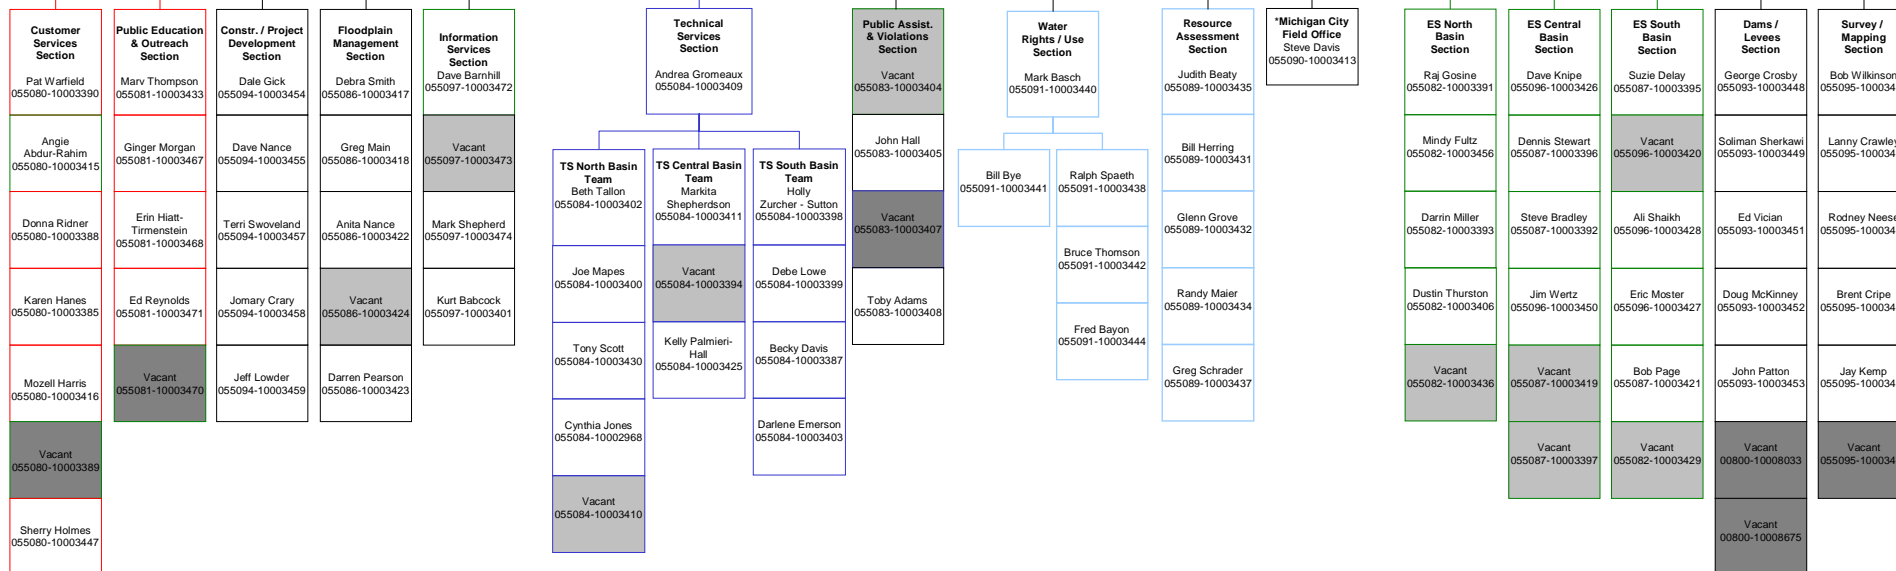 Customer
Services
Section
Pat Warfield
055080-10003390
Angie
Abdur-Rahim
055080-10003415
Donna Ridner
055080-10003388
Karen Hanes
055080-10003385
Mozell Harris
055080-10003416
Vacant
055080-10003389
Sherry Holmes
055080-10003447
Public Education
& Outreach
Section
Mary Thompson
055081-10003433
Ginger Morgan
055081-10003467
Erin Hiatt-
Tirmenstein
055081-10003468
Ed Reynolds
055081-10003471
Vacant
055081-10003470
Constr. / Project
Development
Section
Dale Gick
055094-10003454
Dave Nance
055094-10003455
Terri Swoveland
055094-10003457
Jomary Crary
055094-10003458
Jeff Lowder
055094-10003459
Floodplain
Management
Section
Debra Smith
055086-10003417
Greg Main
055086-10003418
Anita Nance
055086-10003422
Vacant
055086-10003424
Darren Pearson
055086-10003423
Information
Services
Section
Dave Barnhill
055097-10003472
Vacant
055097-10003473
Mark Shepherd
055097-10003474
Kurt Babcock
055097-10003401
Technical
Services
Section
Andrea Gromeaux
055084-10003409
TS North Basin
Team
Beth Tallon
055084-10003402
Joe Mapes
055084-10003400
Tony Scott
055084-10003430
Cynthia Jones
055084-10002968
Vacant
055084-10003410
TS Central Basin
Team
Markita
Shepherdson
055084-10003411
Vacant
055084-10003394
Kelly Palmieri-
Hall
055084-10003425
TS South Basin
Team
Holly
Zurcher - Sutton
055084-10003398
Debe Lowe
055084-10003399
Becky Davis
055084-10003387
Darlene Emerson
055084-10003403
Public Assist.
& Violations
Section
Vacant
055083-10003404
John Hall
055083-10003405
Vacant
055083-10003407
Toby Adams
055083-10003408
Water
Rights / Use
Section
Mark Basch
055091-10003440
Bill Bye
055091-10003441
Ralph Spaeth
055091-10003438
Bruce Thomson
055091-10003442
Fred Bayon
055091-10003444
Resource
Assessment
Section
Judith Beaty
055089-10003435
Bill Herring
055089-10003431
Glenn Grove
055089-10003432
Randy Maier
055089-10003434
Greg Schrader
055089-10003437
*Michigan City
Field Office
Steve Davis
055090-10003413
ES North
Basin
Section
Raj Gosine
055082-10003391
Mindy Fultz
055082-10003456
Darrin Miller
055082-10003393
Dustin Thurston
055082-10003406
Vacant
055082-10003436
ES Central
Basin
Section
Dave Knipe
055096-10003426
Dennis Stewart
055087-10003396
Steve Bradley
055087-10003392
Jim Wertz
055096-10003450
Vacant
055087-10003419
Vacant
055087-10003397
ES South
Basin
Section
Suzie Delay
055087-10003395
Vacant
055096-10003420
Ali Shaikh
055096-10003428
Eric Moster
055096-10003427
Bob Page
055087-10003421
Vacant
055082-10003429
Dams /
Levees
Section
George Crosby
055093-10003448
Soliman Sherkawi
055093-10003449
Ed Vician
055093-10003451
Doug McKinney
055093-10003452
John Patton
055093-10003453
Vacant
00800-10008033
Vacant
00800-10008675
Survey /
Mapping
Section
Bob Wilkinson
055095-100034
Lanny Crawley
055095-100034
Rodney Neese
055095-100034
Brent Cripe
055095-100034
Jay Kemp
055095-100034
Vacant
055095-100034